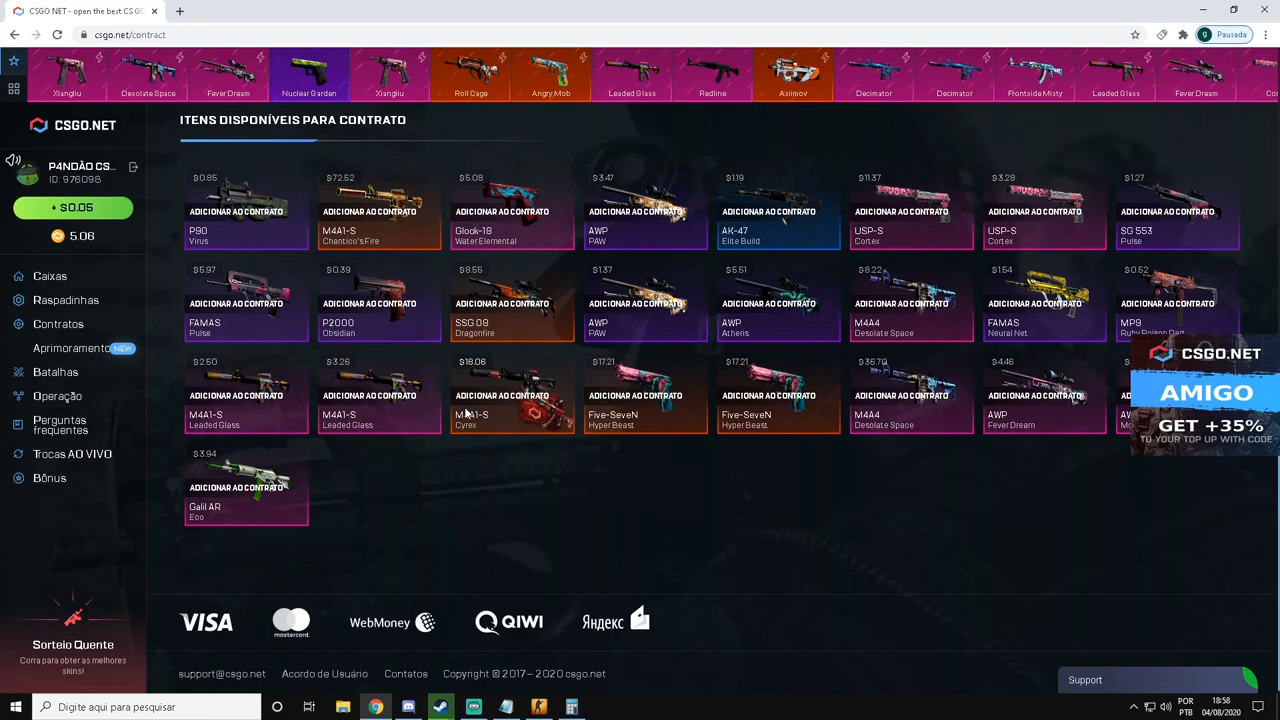 CSGO NET - open the best CS GO
csgo.net/contract
g Pausada
Xiangliu
Desolate Space
Fever Dream
Nuclear Garden
Xiangliu
Roll Cage
Angry Mob
Leaded Glass
Redline
Asiimov
Decimator
Decimator
Frontside Misty
Leaded Glass
Fever Dream
CSGO.NET
P4NDÃO CS...
ID: 976098
+ $0.05
5.06
Caixas
Raspadinhas
Contratos
Aprimoramento NEW
Batalhas
Operação
Perguntas
frequentes
Trocas AO VIVO
Bônus
Sorteio Quente
Corra para obter as melhores
skins!
ITENS DISPONÍVEIS PARA CONTRATO
$0.85
ADICIONAR AO CONTRATO
P90
Virus
$72.52
ADICIONAR AO CONTRATO
M4A1-S
Chantico'sFire
$5.08
ADICIONAR AO CONTRATO
Glock-18
Water Elemental
$3.47
ADICIONAR AO CONTRATO
AWP
PAW
$1.19
ADICIONAR AO CONTRATO
AK-47
Elite Build
$11.37
ADICIONAR AO CONTRATO
USP-S
Cortex
$3.28
ADICIONAR AO CONTRATO
USP-S
Cortex
$1.27
ADICIONAR AO CONTRATO
SG 553
Pulse
$5.97
ADICIONAR AO CONTRATO
FAMAS
Pulse
$0.39
ADICIONAR AO CONTRATO
P2000
Obsidian
$8.55
ADICIONAR AO CONTRATO
SSG 08
Dragonfire
$1.37
ADICIONAR AO CONTRATO
AWP
PAW
$5.51
ADICIONAR AO CONTRATO
AWP
Atheris
$8.22
ADICIONAR AO CONTRATO
M4A4
Desolate Space
$1.54
ADICIONAR AO CONTRATO
FAMAS
Neural Net
$0.52
ADICIONAR AO CONTRATO
MP9
$2.50
ADICIONAR AO CONTRATO
M4A1-S
Leaded Glass
$3.26
ADICIONAR AO CONTRATO
M4A1-S
Leaded Glass
$18.06
ADICIONAR AO CONTRATO
M4A1-S
Cyrex
$17.21
ADICIONAR AO CONTRATO
Five-SeveN
Hyper Beast
$17.21
ADICIONAR AO CONTRATO
Five-SeveN
Hyper Beast
$36.70
ADICIONAR AO CONTRATO
M4A4
Desolate Space
$4.46
ADICIONAR AO CONTRATO
AWP
Fever Dream
$3.94
ADICIONAR AO CONTRATO
Galil AR
Eco
CSGO.NET
AMIGO
GET +35%
TO YOUR TOP UP WITH CODE
VISA
mastercard.
WebMoney
QIWI
Яндекс
support@csgo.net
Acordo de Usuário
Contatos
Copyright © 2017 – 2020 csgo.net
Support
Digite aqui para pesquisar
POR
PTB
18:58
04/08/2020